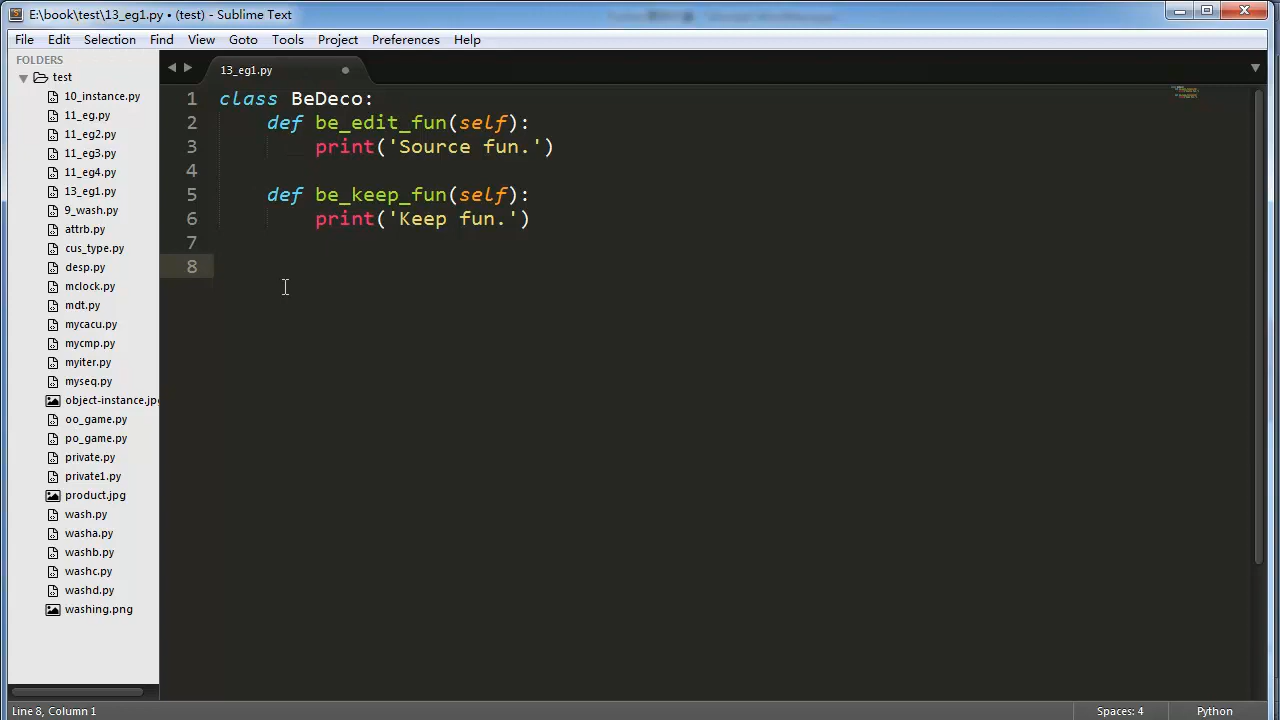 E:\book\test\13_eg1.py • (test) - Sublime Text
File Edit Selection Find View Goto Tools Project Preferences Help
FOLDERS
test
10_instance.py
11_eg.py
11_eg2.py
11_eg3.py
11_eg4.py
13_eg1.py
9_wash.py
attrb.py
cus_type.py
desp.py
mclock.py
mdt.py
mycacu.py
mycmp.py
myiter.py
myseq.py
object-instance.jpg
oo_game.py
po_game.py
private.py
private1.py
product.jpg
wash.py
washa.py
washb.py
washc.py
washd.py
washing.png
13_eg1.py
1 class BeDeco:
2 def be_edit_fun(self):
3 print('Source fun.')
4
5 def be_keep_fun(self):
6 print('Keep fun.')
7
8
Line 8, Column 1
Spaces: 4
Python